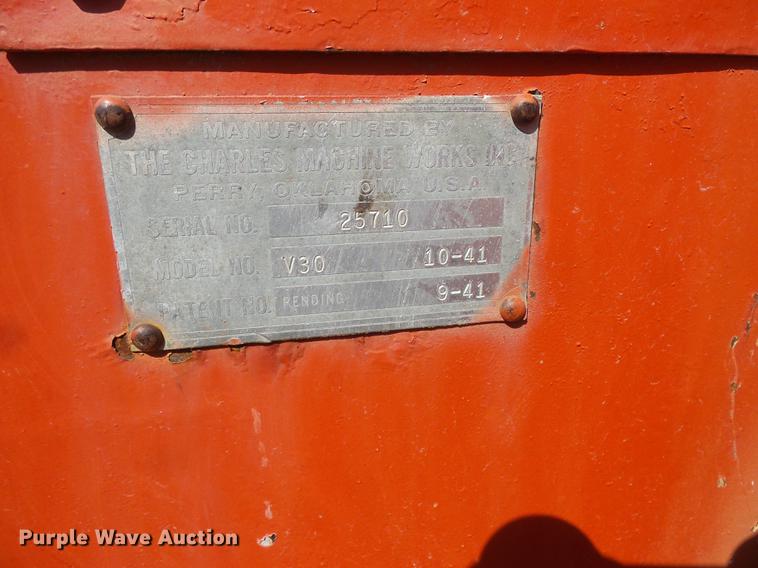 MANUFACTURED BY
THE CHARLES MACHINE WORKS INC.
PERRY, OKLAHOMA U.S.A.
SERIAL NO. 25710
MODEL NO. V30 10-41
PATENT NO. PENDING 9-41
Purple Wave Auction